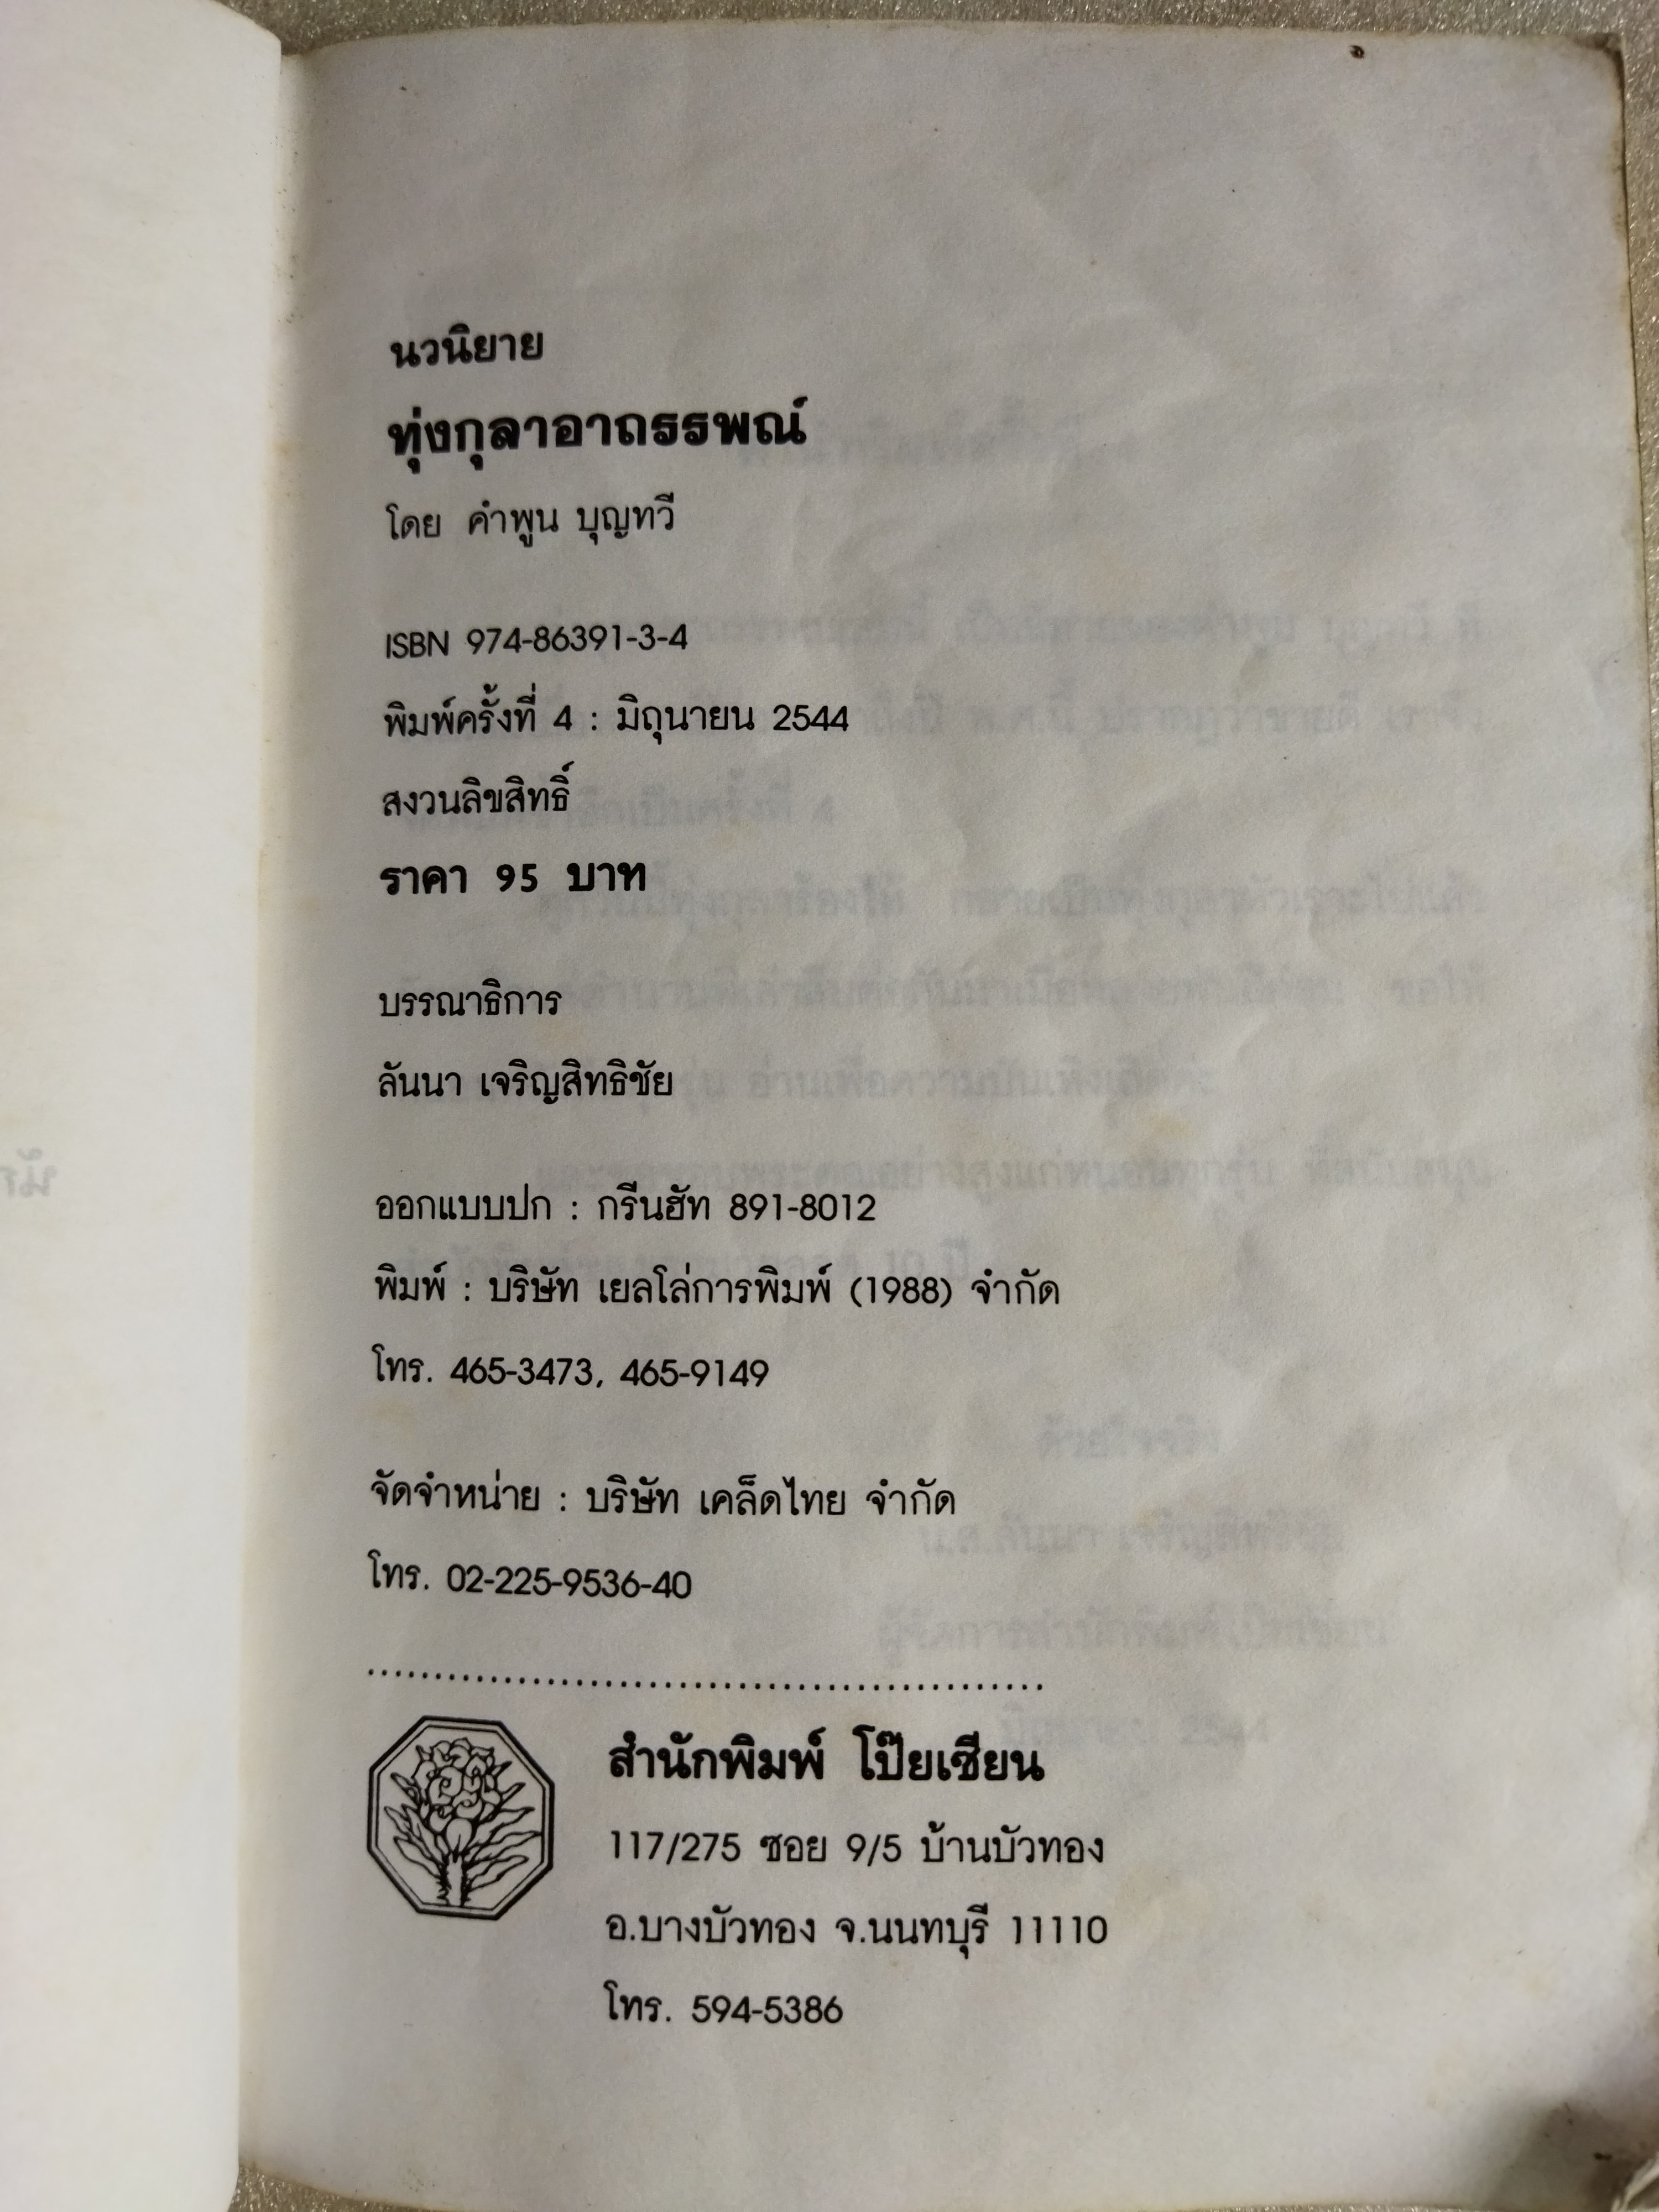 นวนิยาย
ทุ่งกุลาอาถรรพณ์
โดย คำพูน บุญทวี
ISBN 974-86391-3-4
พิมพ์ครั้งที่ 4 : มิถุนายน 2544
สงวนลิขสิทธิ์
ราคา 95 บาท
บรรณาธิการ
ลันนา เจริญสิทธิชัย
ออกแบบปก : กรีนฮัท 891-8012
พิมพ์ : บริษัท เยลโล่การพิมพ์ (1988) จำกัด
โทร. 465-3473, 465-9149
จัดจำหน่าย : บริษัท เคล็ดไทย จำกัด
โทร. 02-225-9536-40
สำนักพิมพ์ โป๊ยเซียน
117/275 ซอย 9/5 บ้านบัวทอง
อ.บางบัวทอง จ.นนทบุรี 11110
โทร. 594-5386